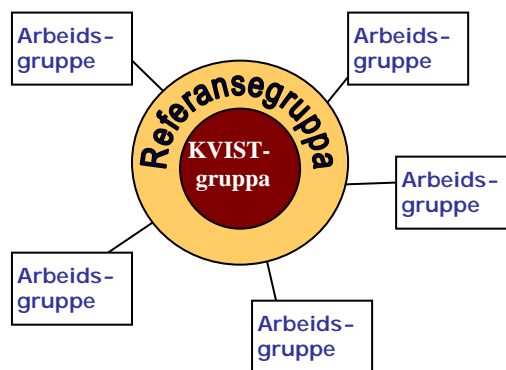 Arbeids-
gruppe
Arbeids-
gruppe
Referansegruppa
KVIST-
gruppa
Arbeids-
gruppe
Arbeids-
gruppe
Arbeids-
gruppe